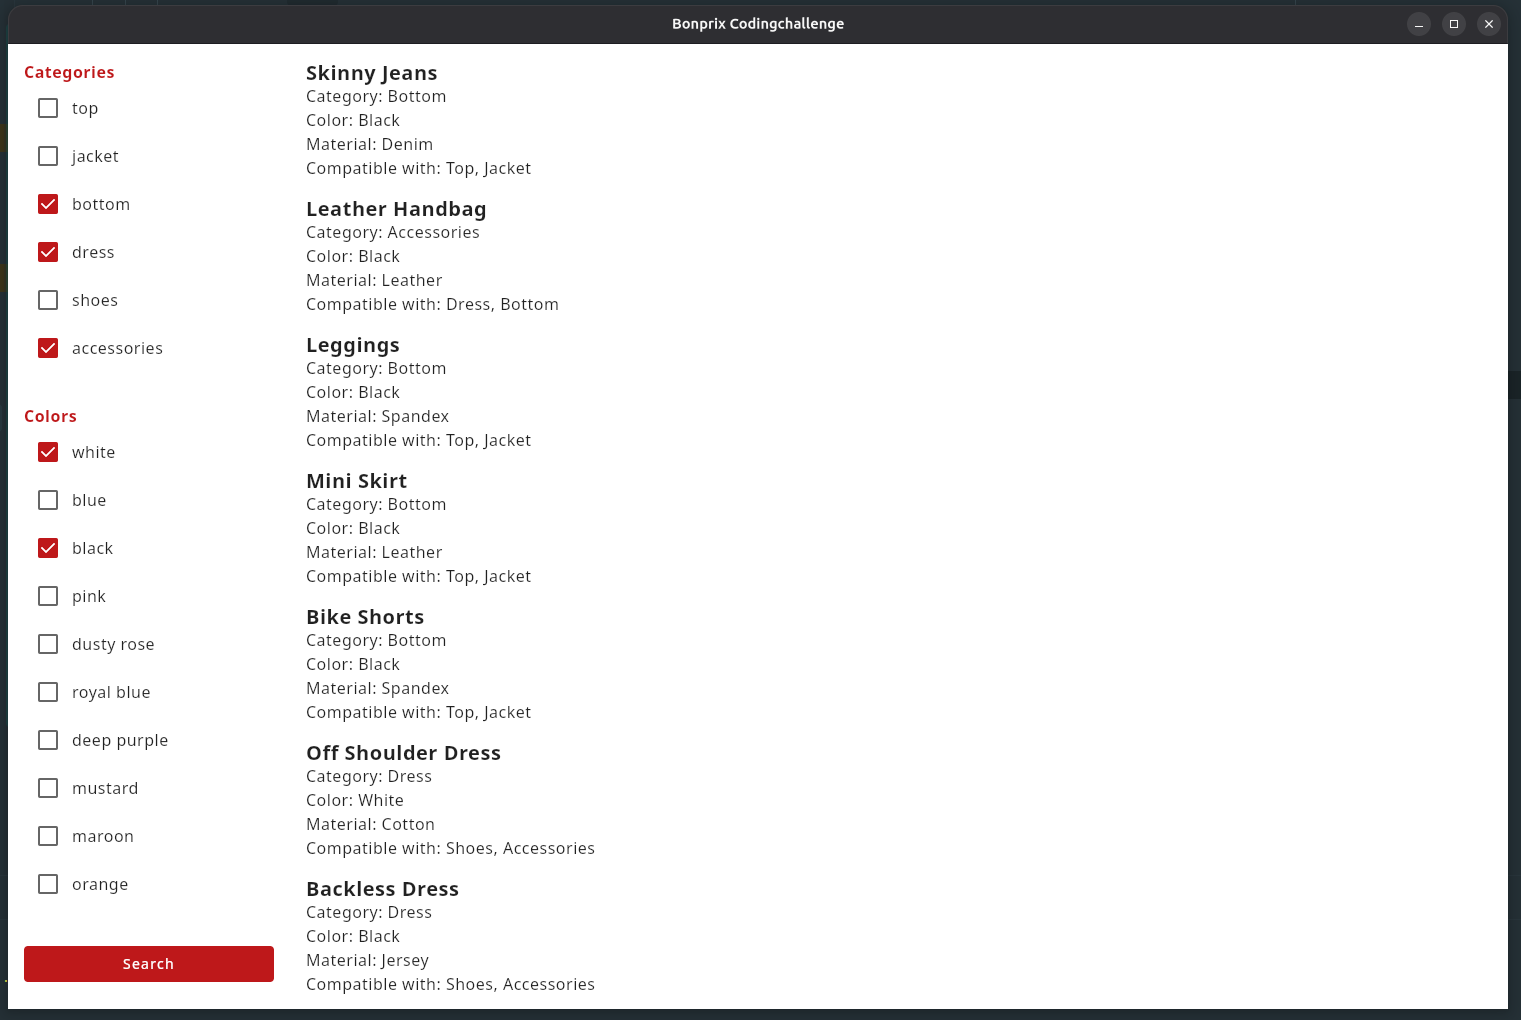 Bonprix Codingchallenge
Categories
top
jacket
bottom
dress
shoes
accessories
Colors
white
blue
black
pink
dusty rose
royal blue
deep purple
mustard
maroon
orange
Search
Skinny Jeans
Category: Bottom
Color: Black
Material: Denim
Compatible with: Top, Jacket
Leather Handbag
Category: Accessories
Color: Black
Material: Leather
Compatible with: Dress, Bottom
Leggings
Category: Bottom
Color: Black
Material: Spandex
Compatible with: Top, Jacket
Mini Skirt
Category: Bottom
Color: Black
Material: Leather
Compatible with: Top, Jacket
Bike Shorts
Category: Bottom
Color: Black
Material: Spandex
Compatible with: Top, Jacket
Off Shoulder Dress
Category: Dress
Color: White
Material: Cotton
Compatible with: Shoes, Accessories
Backless Dress
Category: Dress
Color: Black
Material: Jersey
Compatible with: Shoes, Accessories